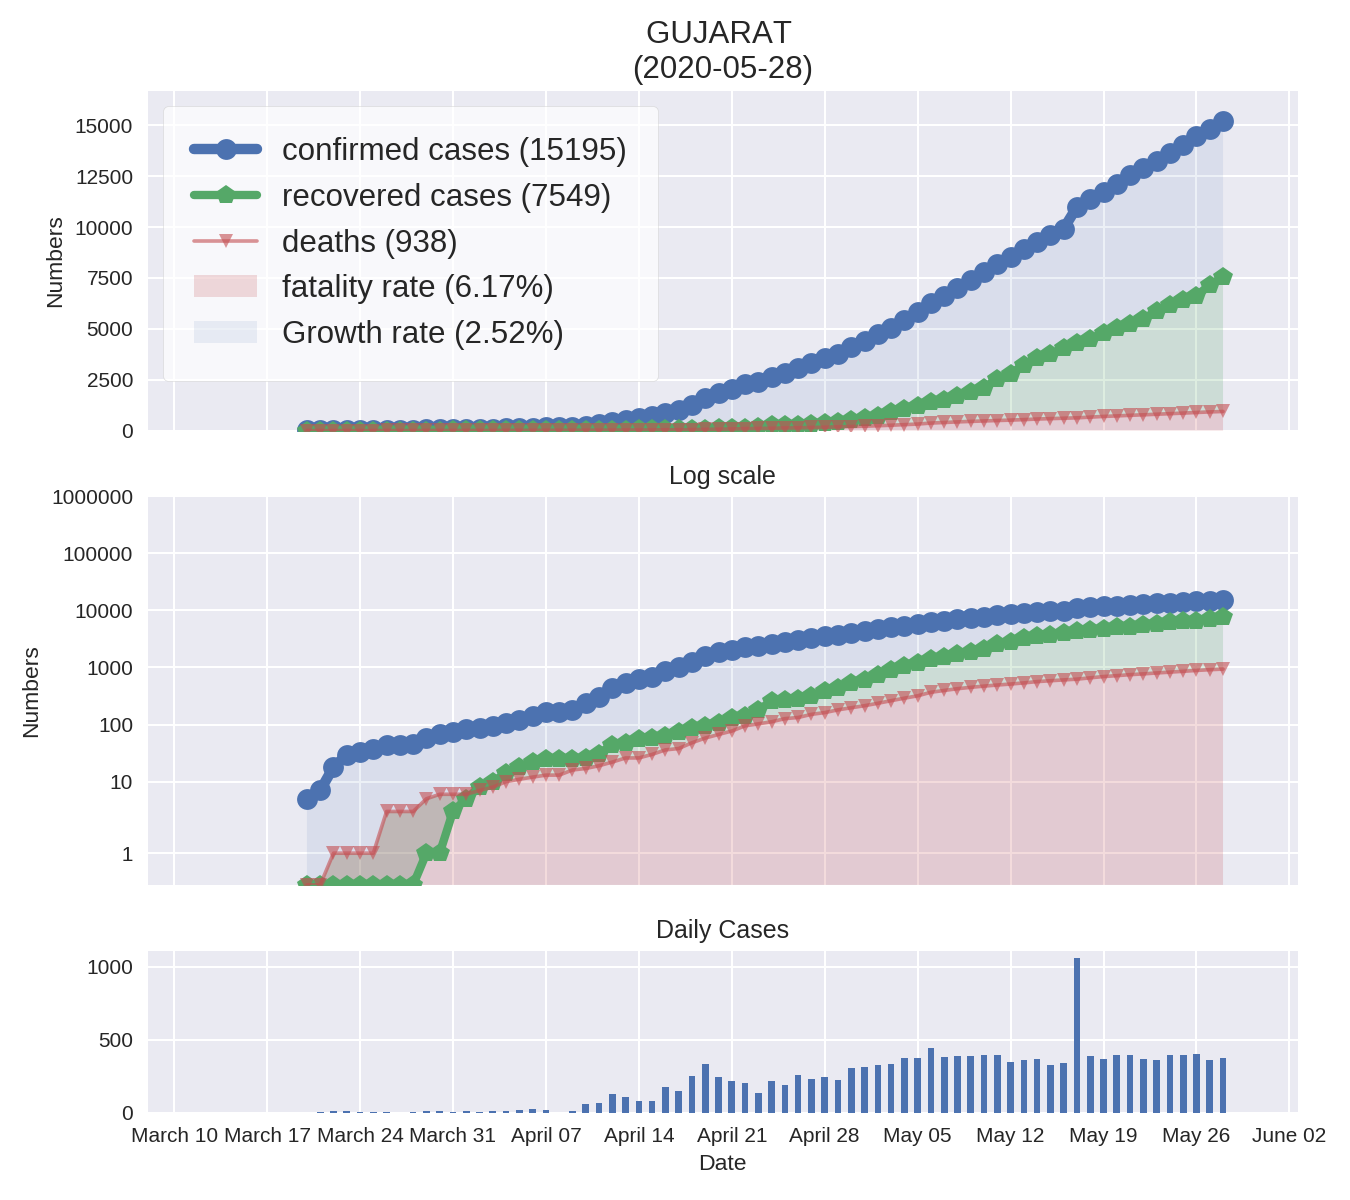 GUJARAT
(2020-05-28)
15000
12500
10000
7500
5000
2500
0
Numbers
confirmed cases (15195)
recovered cases (7549)
deaths (938)
fatality rate (6.17%)
Growth rate (2.52%)
Log scale
1000000
100000
10000
1000
100
10
1
Numbers
Daily Cases
1000
500
0
March 10 March 17 March 24 March 31 April 07 April 14 April 21 April 28 May 05 May 12 May 19 May 26 June 02
Date